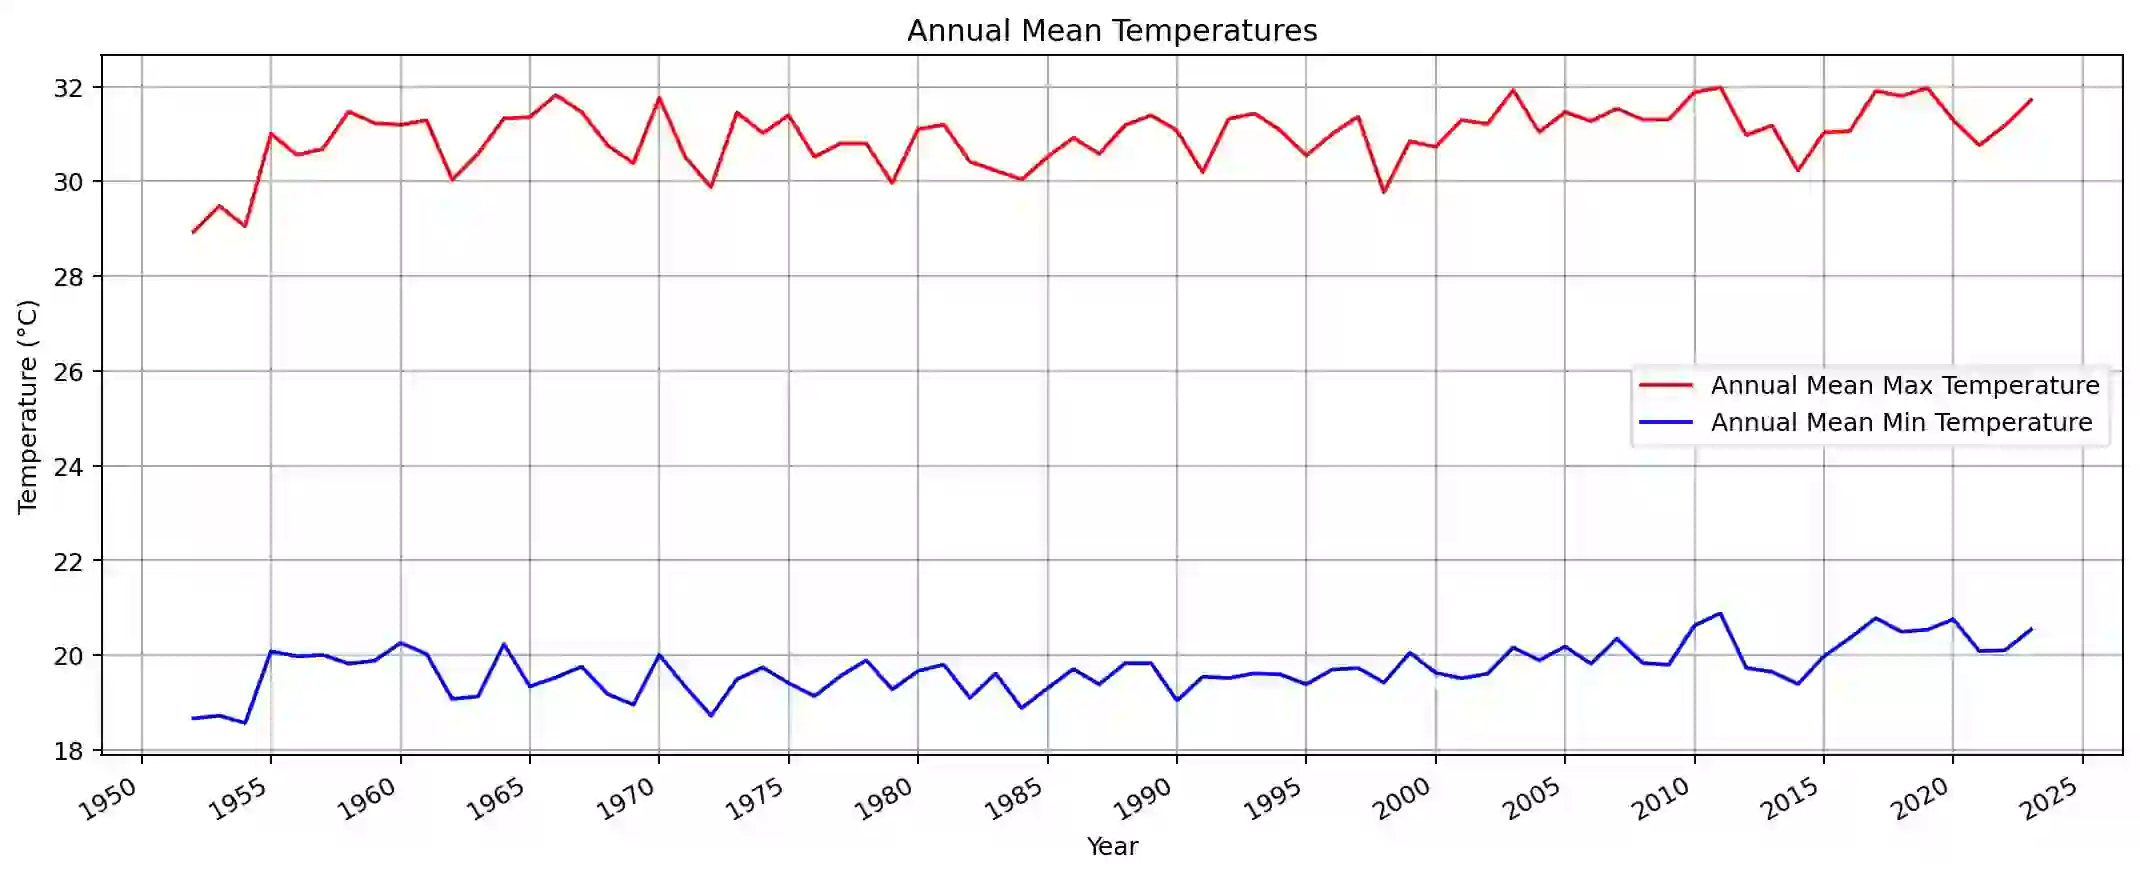 Annual Mean Temperatures
Temperature (°C)
32
30
28
26
24
22
20
18
Annual Mean Max Temperature
Annual Mean Min Temperature
1950 1955 1960 1965 1970 1975 1980 1985 1990 1995 2000 2005 2010 2015 2020 2025
Year